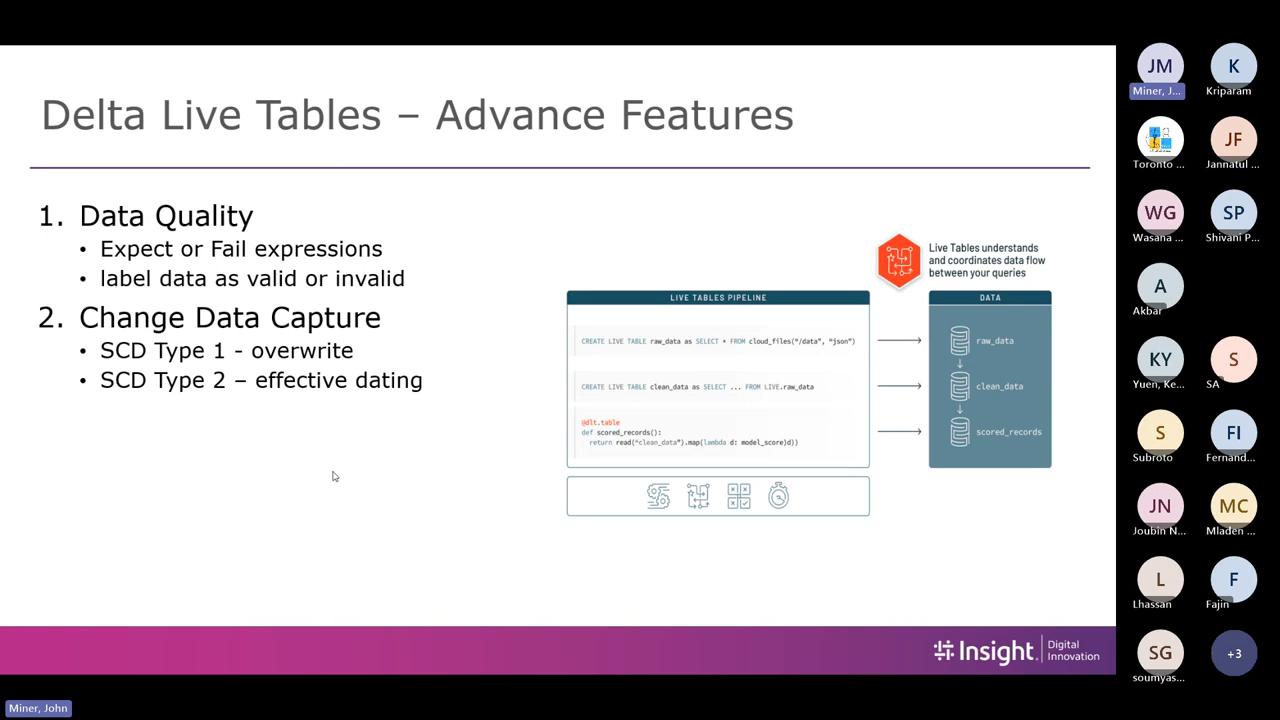 Delta Live Tables – Advance Features
1. Data Quality
• Expect or Fail expressions
• label data as valid or invalid
2. Change Data Capture
• SCD Type 1 - overwrite
• SCD Type 2 – effective dating
Live Tables understands
and coordinates data flow
between your queries
LIVE TABLES PIPELINE
CREATE LIVE TABLE raw_data as SELECT * FROM cloud_files("/data", "json")
CREATE LIVE TABLE clean_data as SELECT ... FROM LIVE.raw_data
@dlt.table
def scored_records():
return read("clean_data").map(lambda d: model_score)d))
DATA
raw_data
clean_data
scored_records
Insight. Digital
Innovation
JM
Miner, J...
K
Kriparam
Toronto ...
JF
Jannatul ...
WG
Wasana ...
SP
Shivani P...
A
Akbar
KY
Yuen, Ke...
S
SA
S
Subroto
FI
Fernand...
JN
Joubin N...
MC
Mladen ...
L
Lhassan
F
Fajin
SG
soumyas...
+3
Miner, John